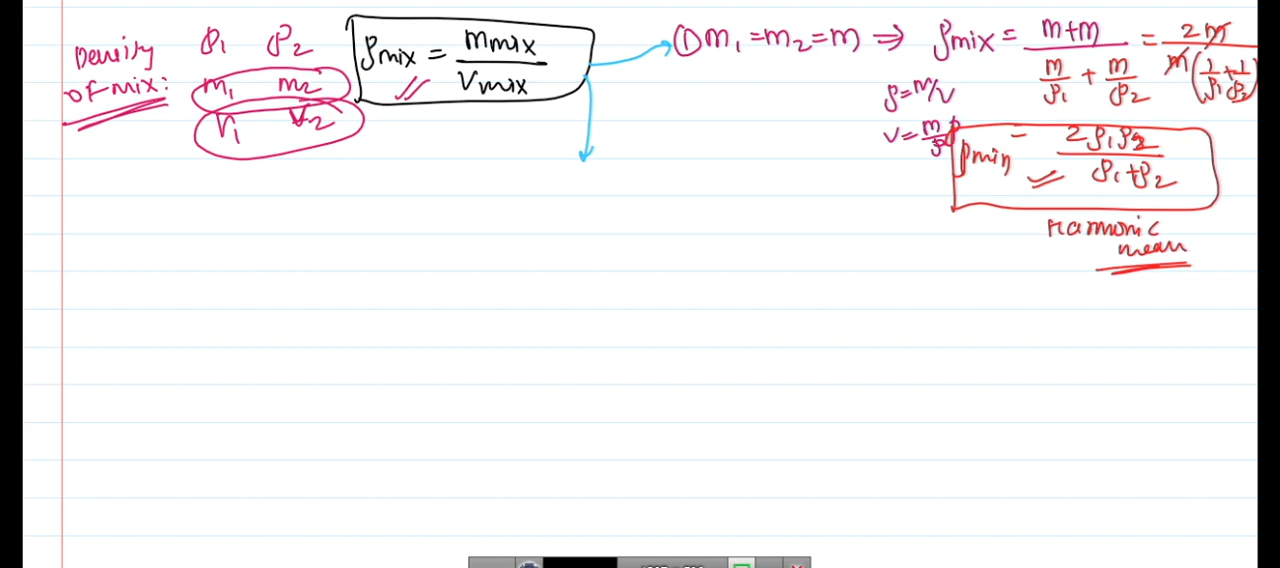 Density of mix: ρ1 ρ2
m1 m2
V1 V2
ρmix = mmix / Vmix
① m1 = m2 = m ⇒ ρmix = (m+m) / (m/ρ1 + m/ρ2) = 2m / m(1/ρ1 + 1/ρ2)
ρ = m/v
v = m/ρ
ρmin = 2ρ1ρ2 / (ρ1+ρ2)
Harmonic
mean